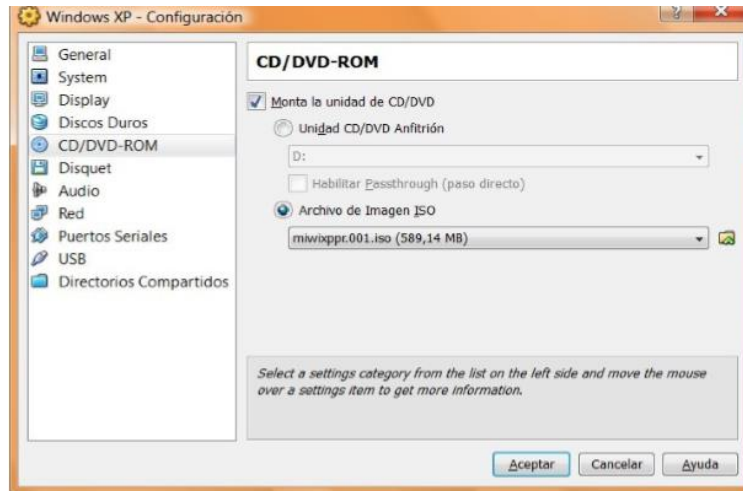 Windows XP - Configuración
General
System
Display
Discos Duros
CD/DVD-ROM
Disquet
Audio
Red
Puertos Seriales
USB
Directorios Compartidos
CD/DVD-ROM
Monta la unidad de CD/DVD
Unidad CD/DVD Anfitrión
D:
Habilitar Passthrough (paso directo)
Archivo de Imagen ISO
miwixppr.001.iso (589,14 MB)
Select a settings category from the list on the left side and move the mouse
over a settings item to get more information.
Aceptar
Cancelar
Ayuda